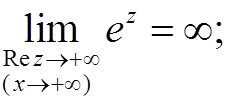 lim e^z = ∞;
Re z→+∞
(x→+∞)